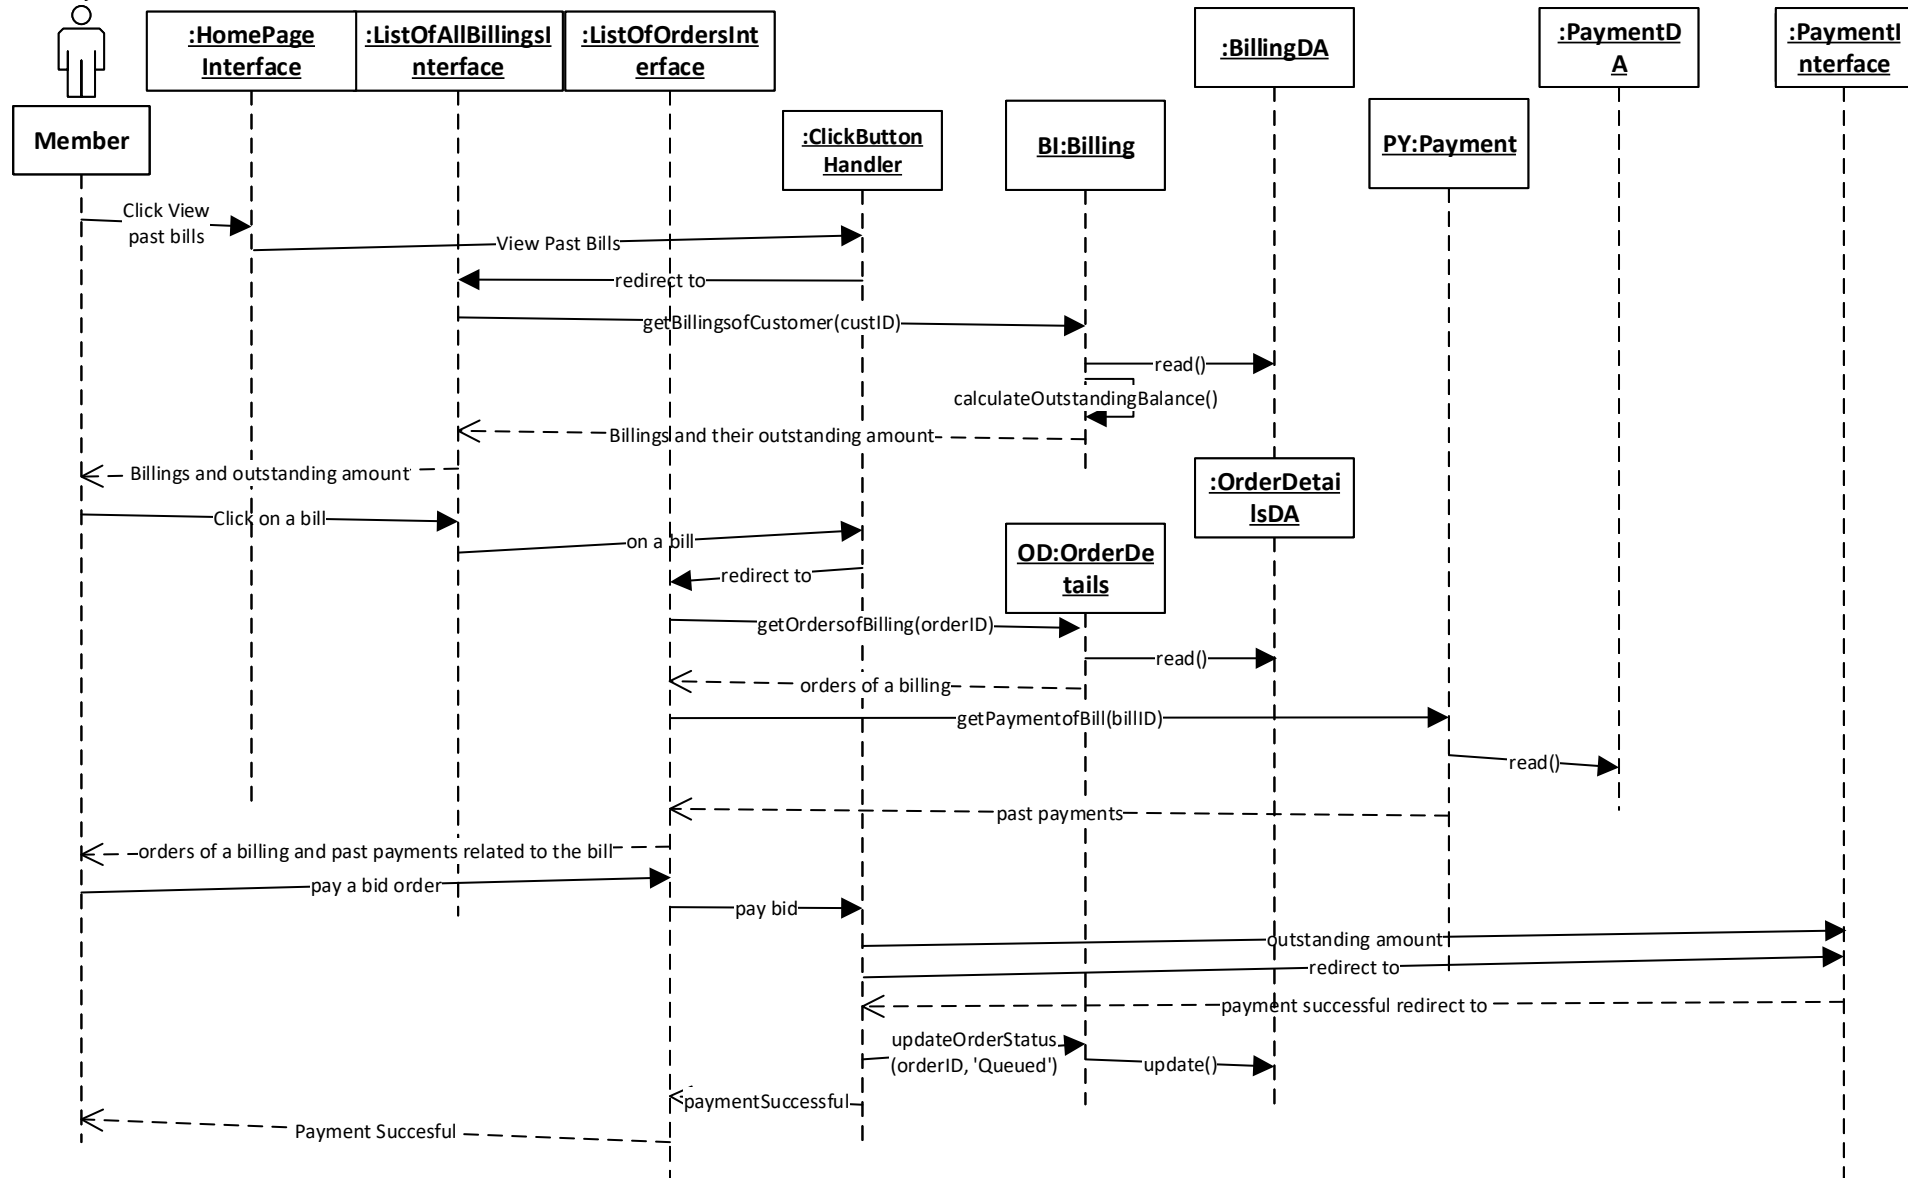 :HomePage
Interface
:ListOfAllBillingsI
nterface
:ListOfOrdersInt
erface
:BillingDA
:PaymentD
A
:PaymentI
nterface
Member
:ClickButton
Handler
BI:Billing
PY:Payment
Click View
past bills
View Past Bills
redirect to
getBillingsofCustomer(custID)
read()
calculateOutstandingBalance()
Billings and their outstanding amount
Billings and outstanding amount
:OrderDetai
lsDA
Click on a bill
on a bill
OD:OrderDe
tails
redirect to
getOrdersofBilling(orderID)
read()
orders of a billing
getPaymentofBill(billID)
read()
past payments
orders of a billing and past payments related to the bill
pay a bid order
pay bid
outstanding amount
redirect to
payment successful redirect to
updateOrderStatus
(orderID, 'Queued')
update()
paymentSuccessful
Payment Succesful